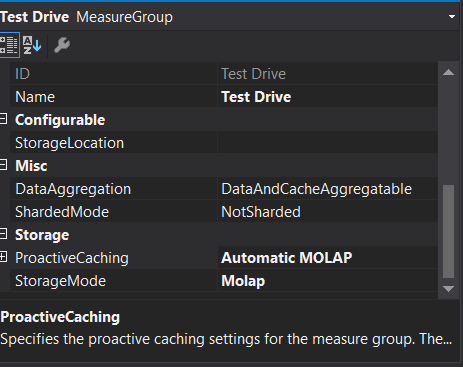 Test Drive MeasureGroup
ID Test Drive
Name Test Drive
Configurable
StorageLocation
Misc
DataAggregation DataAndCacheAggregatable
ShardedMode NotSharded
Storage
ProactiveCaching Automatic MOLAP
StorageMode Molap
ProactiveCaching
Specifies the proactive caching settings for the measure group. The...